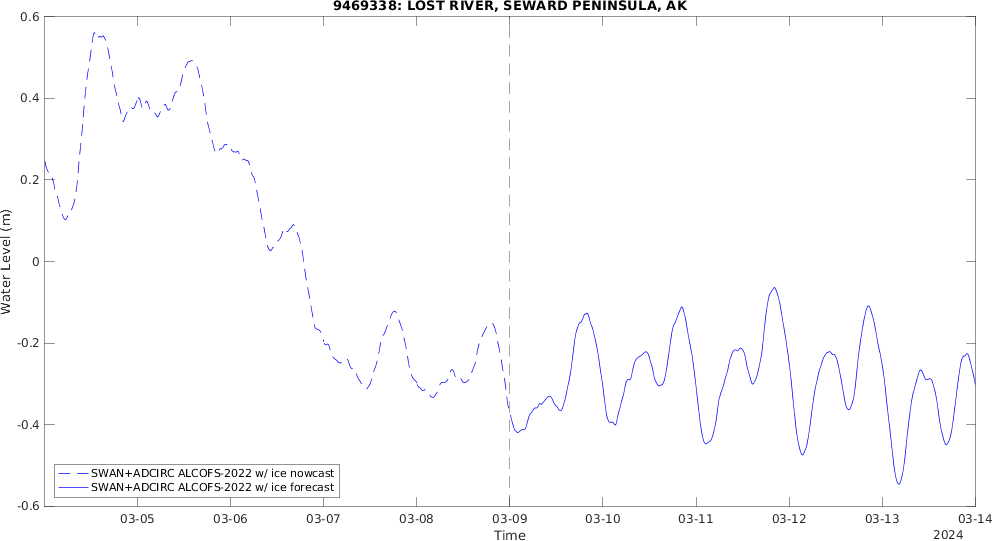 9469338: LOST RIVER, SEWARD PENINSULA, AK
0.6
0.4
0.2
0
-0.2
-0.4
-0.6
Water Level (m)
SWAN+ADCIRC ALCOFS-2022 w/ ice nowcast
SWAN+ADCIRC ALCOFS-2022 w/ ice forecast
03-05 03-06 03-07 03-08 03-09 03-10 03-11 03-12 03-13 03-14
Time
2024